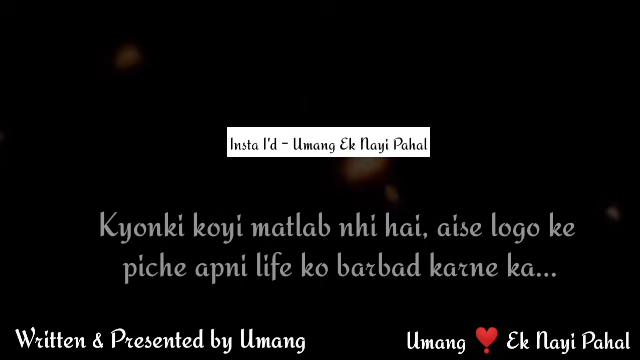 Insta I'd - Umang Ek Nayi Pahal
Kyonki koyi matlab nhi hai, aise logo ke
piche apni life ko barbad karne ka...
Written & Presented by Umang
Umang ❣️ Ek Nayi Pahal